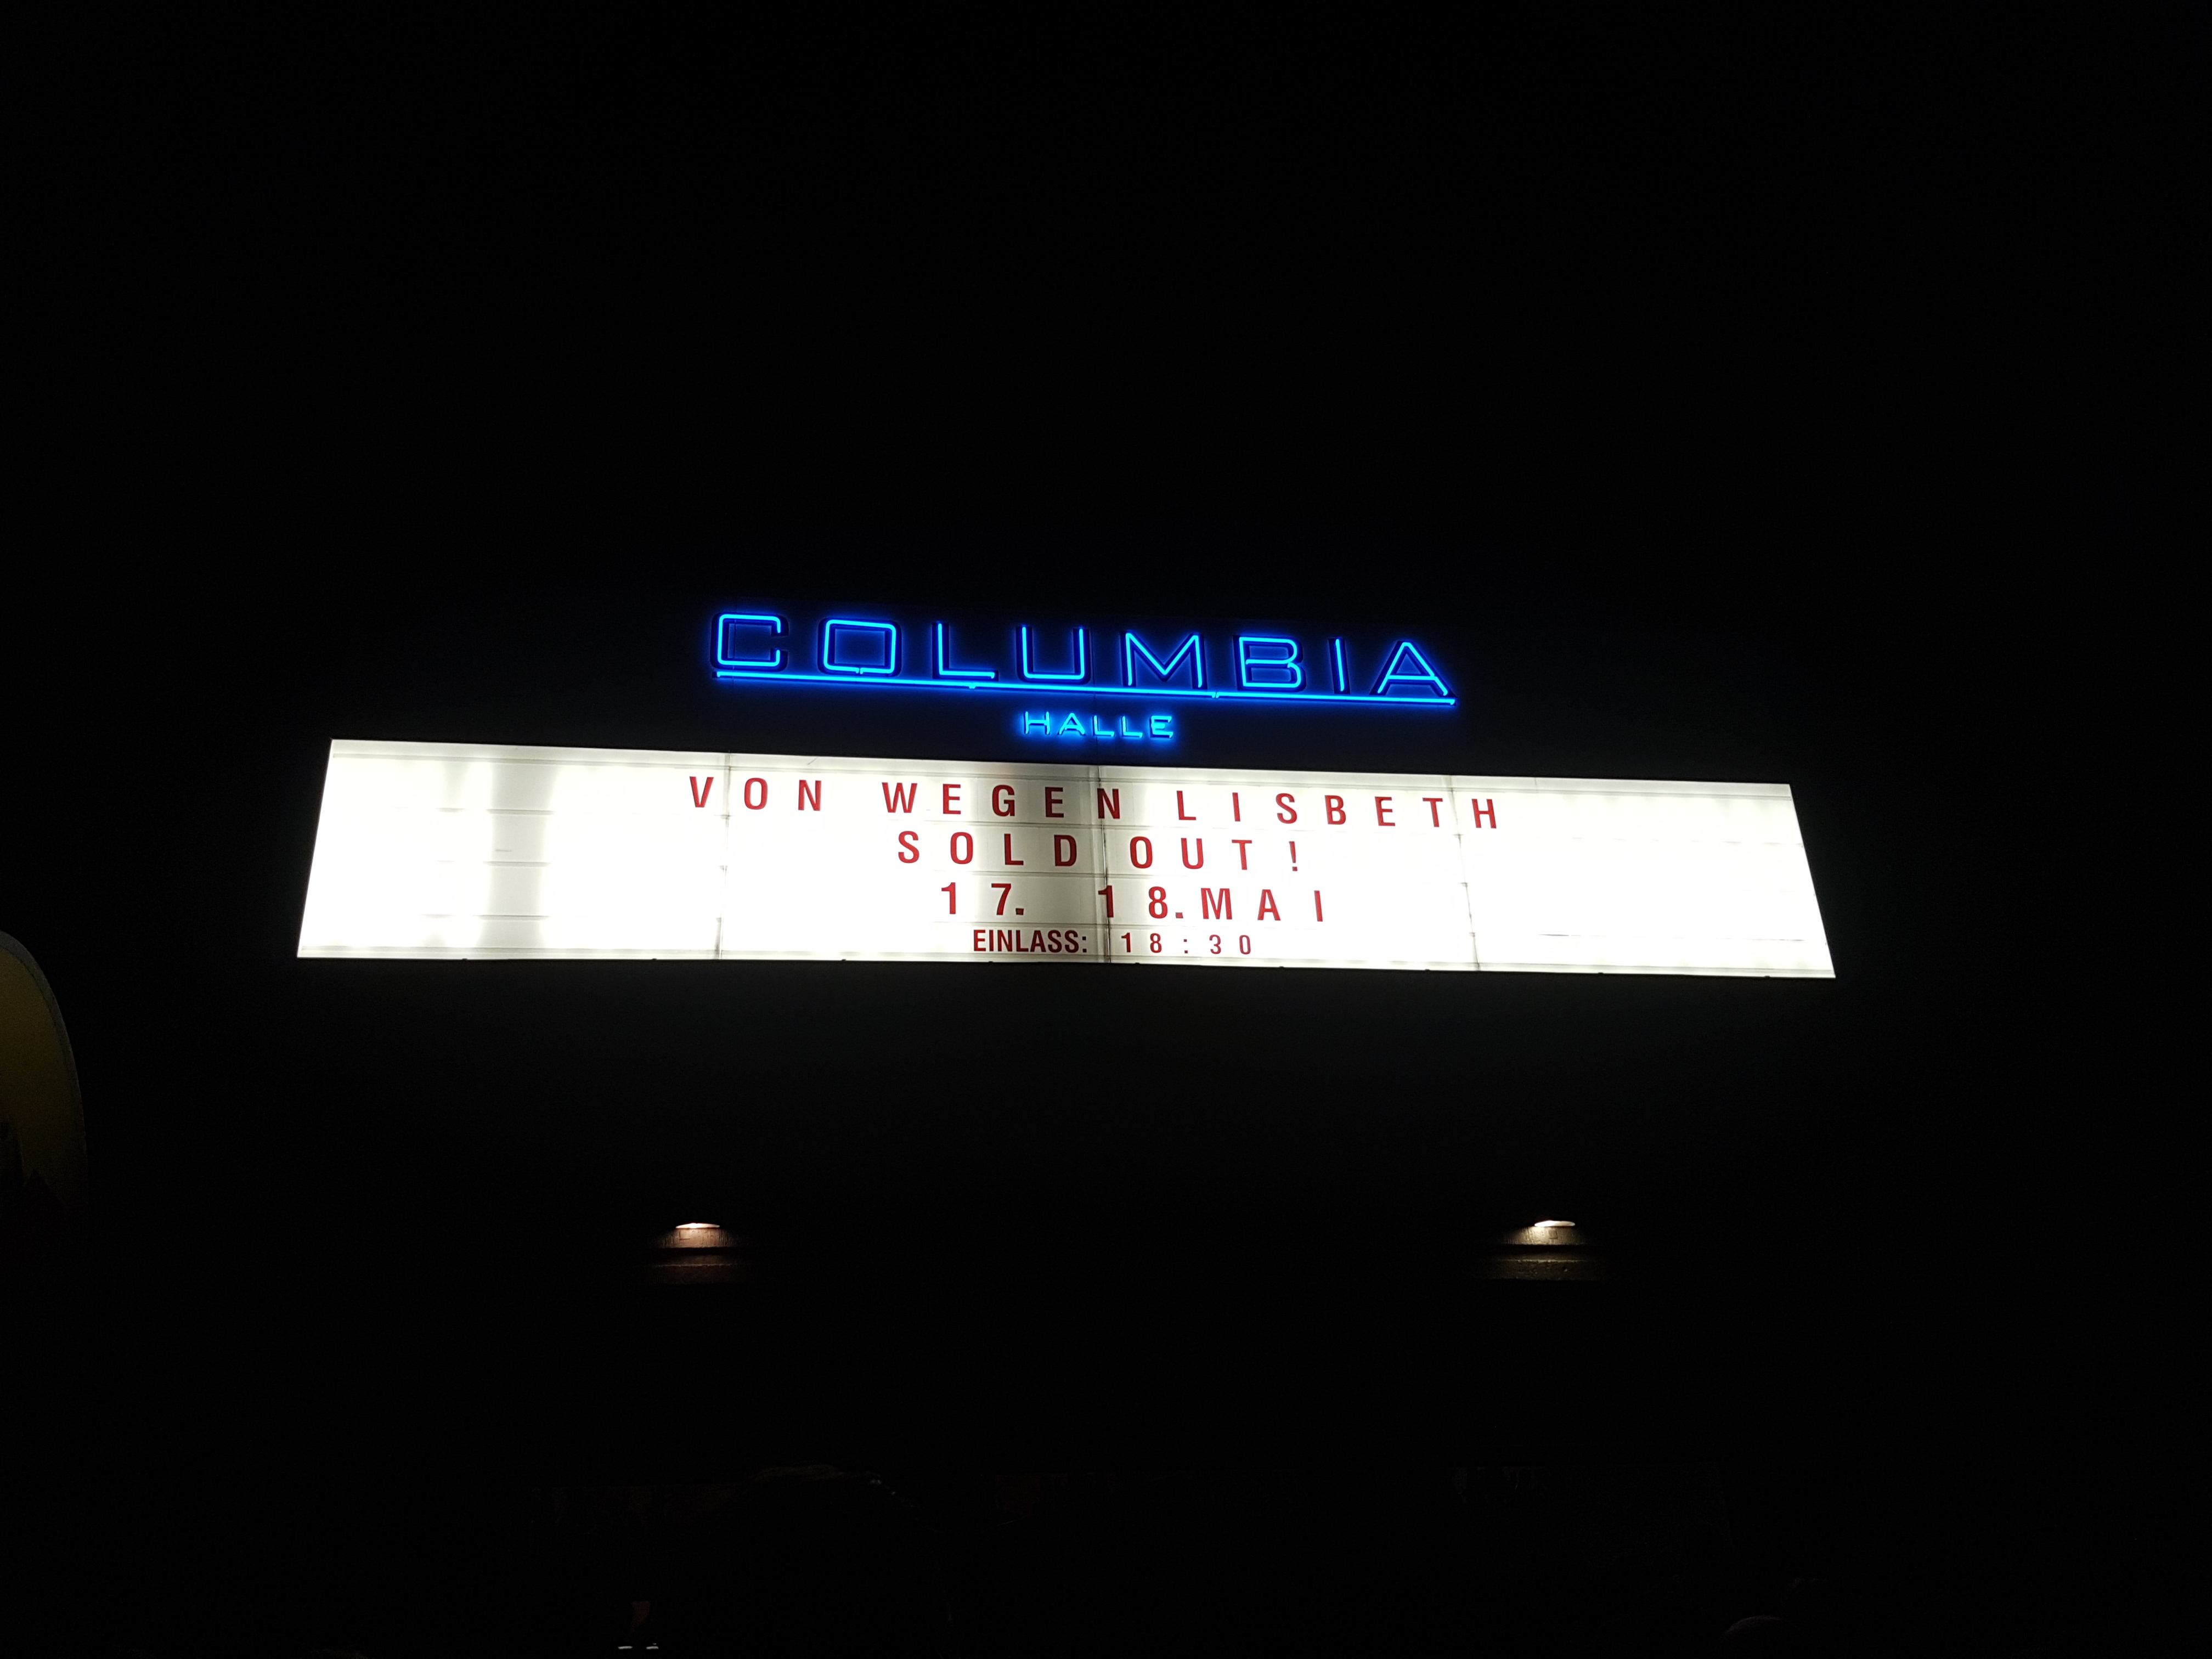 COLUMBIA
HALLE
VON WEGEN LISBETH
SOLD OUT!
17. 18. MAI
EINLASS: 18:30